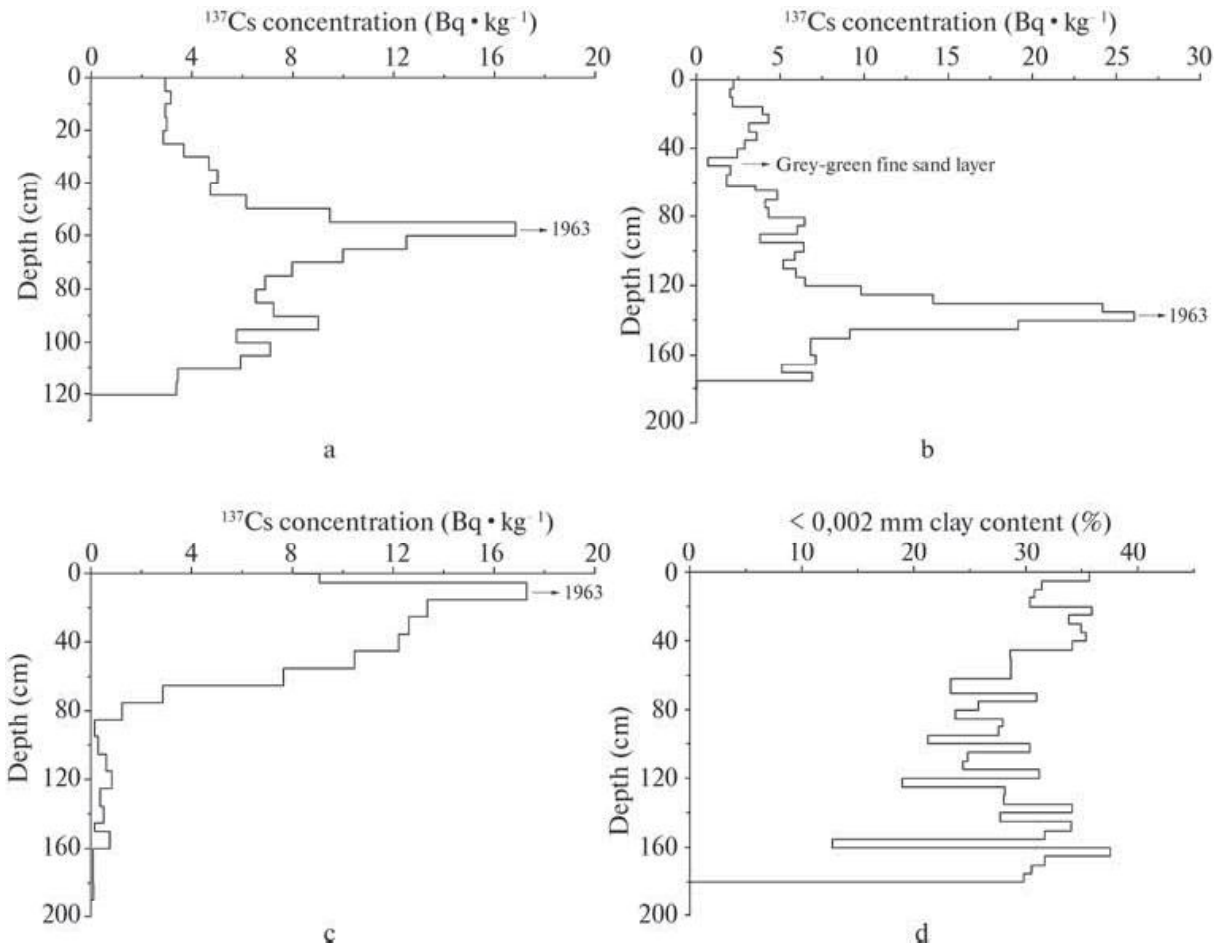 ¹³⁷Cs concentration (Bq • kg⁻¹)
0 4 8 12 16 20
Depth (cm)
0
20
40
60
80
100
120
1963
a
¹³⁷Cs concentration (Bq • kg⁻¹)
0 5 10 15 20 25 30
Depth (cm)
0
40
80
120
160
200
Grey-green fine sand layer
1963
b
¹³⁷Cs concentration (Bq • kg⁻¹)
0 4 8 12 16 20
Depth (cm)
0
40
80
120
160
200
1963
ç
< 0,002 mm clay content (%)
0 10 20 30 40
Depth (cm)
0
40
80
120
160
200
d